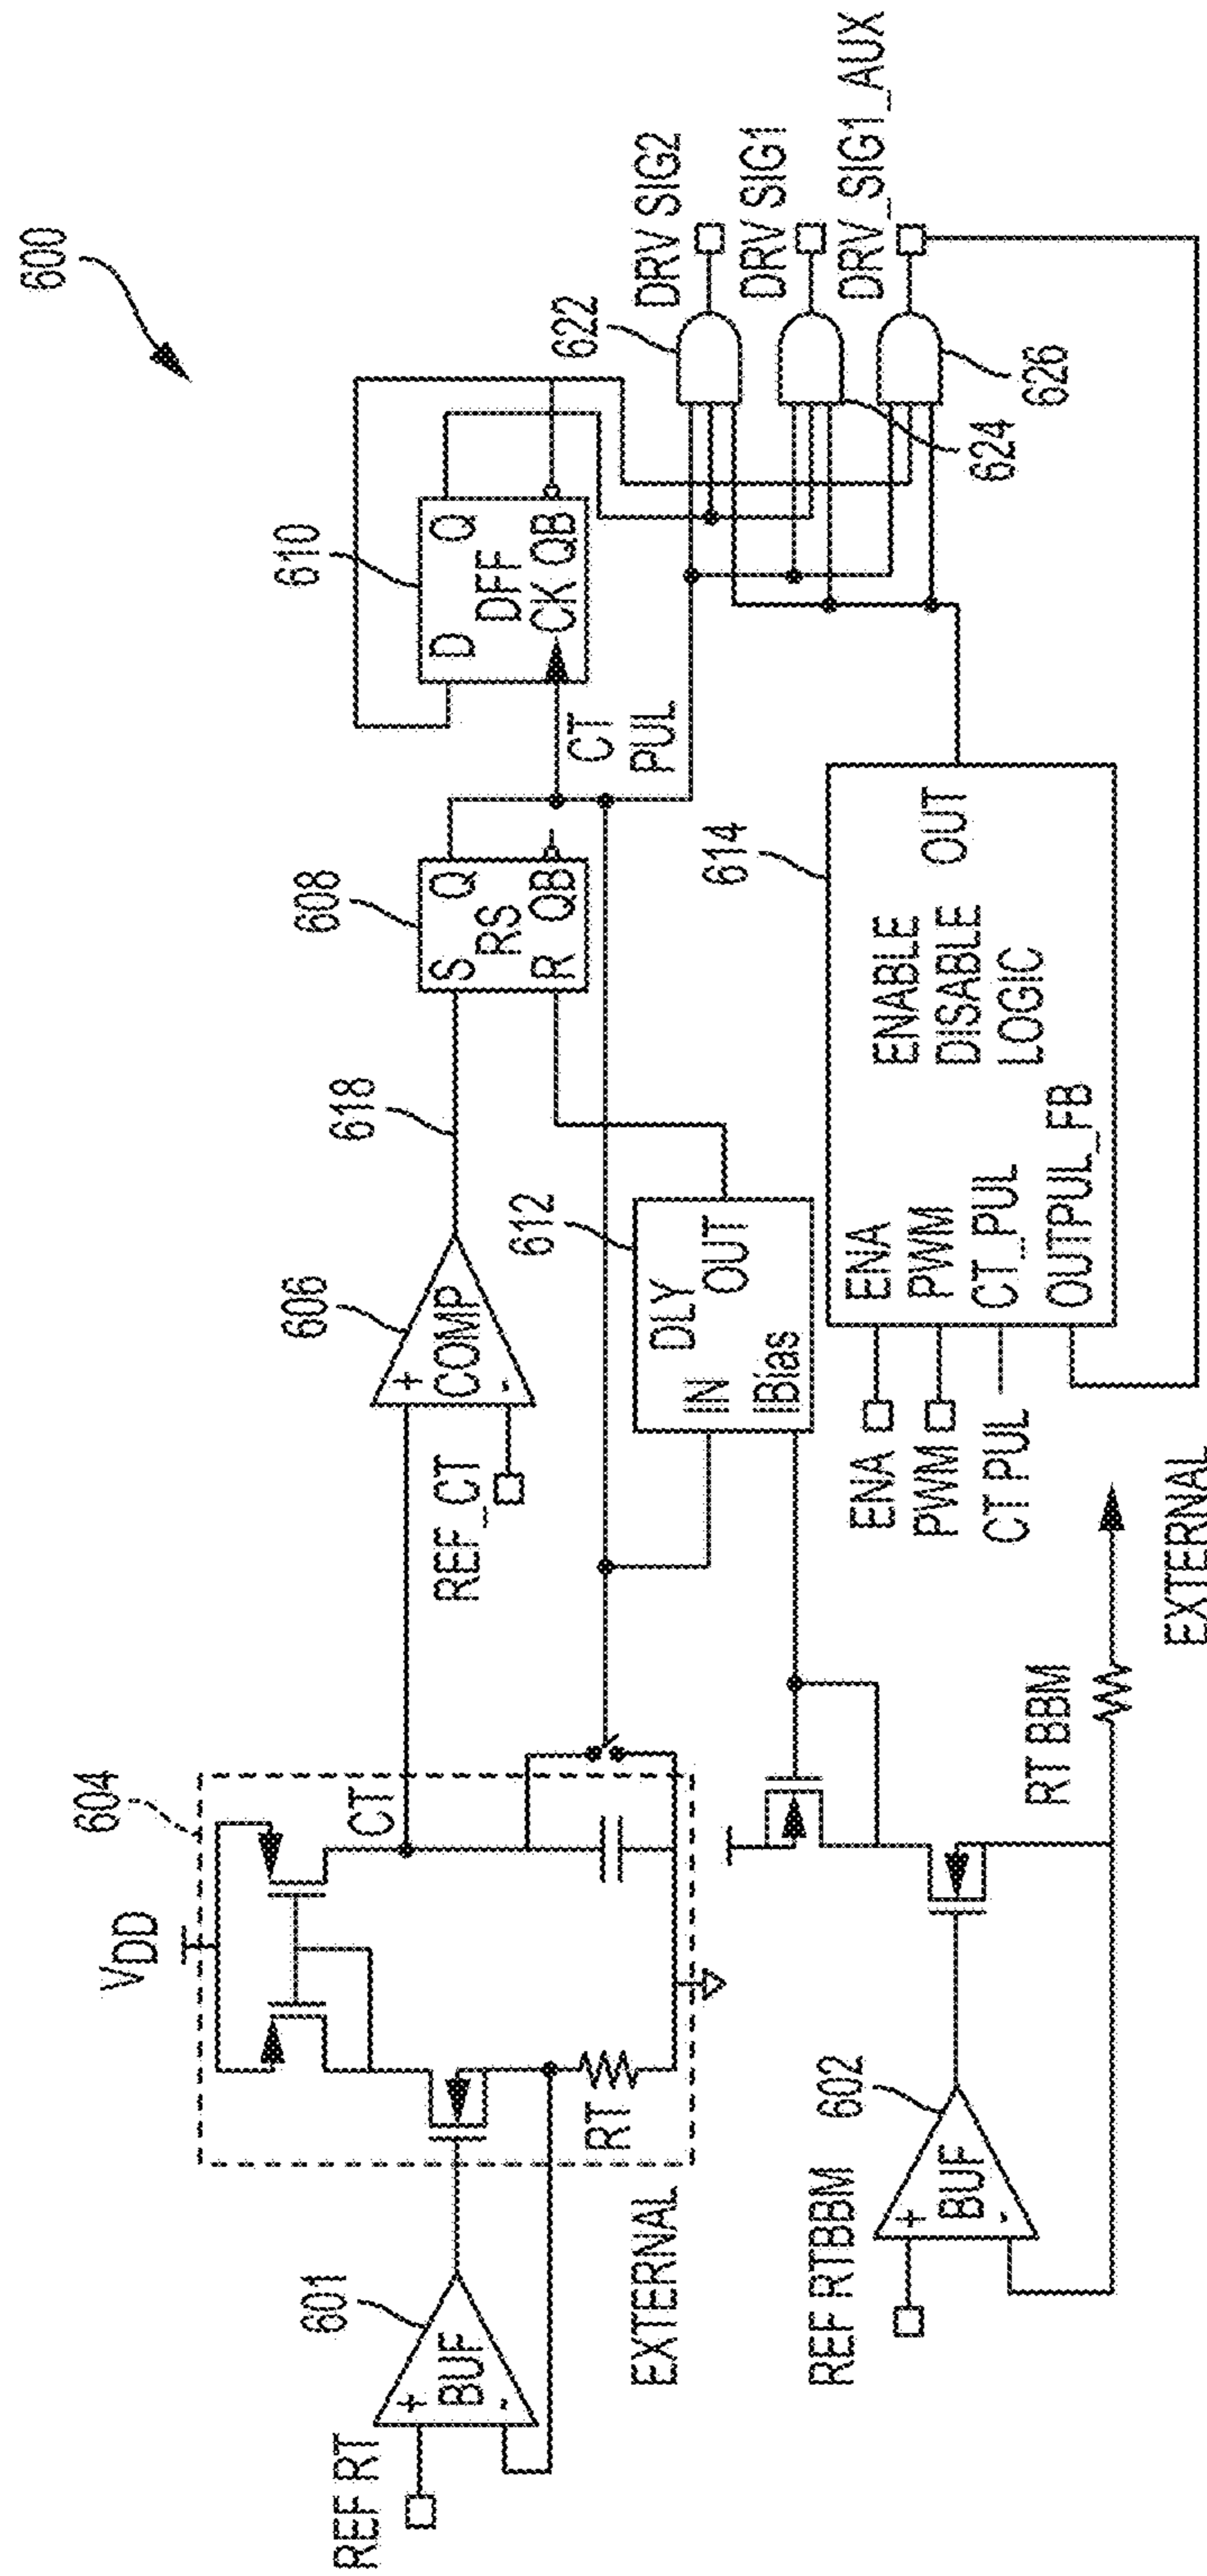 600
604
VDD
CT
601
REF RT
+
BUF
-
RT
EXTERNAL
606
+
COMP
-
REF_CT
618
608
S
Q
RS
R
QB
610
D
Q
DFF
CK QB
CT
PUL
622
DRV SIG2
DRV SIG1
DRV_SIG1_AUX
624
626
612
DLY
IN
OUT
IBias
602
REF RTBBM
+
BUF
-
RT BBM
EXTERNAL
614
ENA
ENA
PWM
PWM
CT PUL
CT_PUL
OUTPUL_FB
ENABLE
DISABLE
LOGIC
OUT